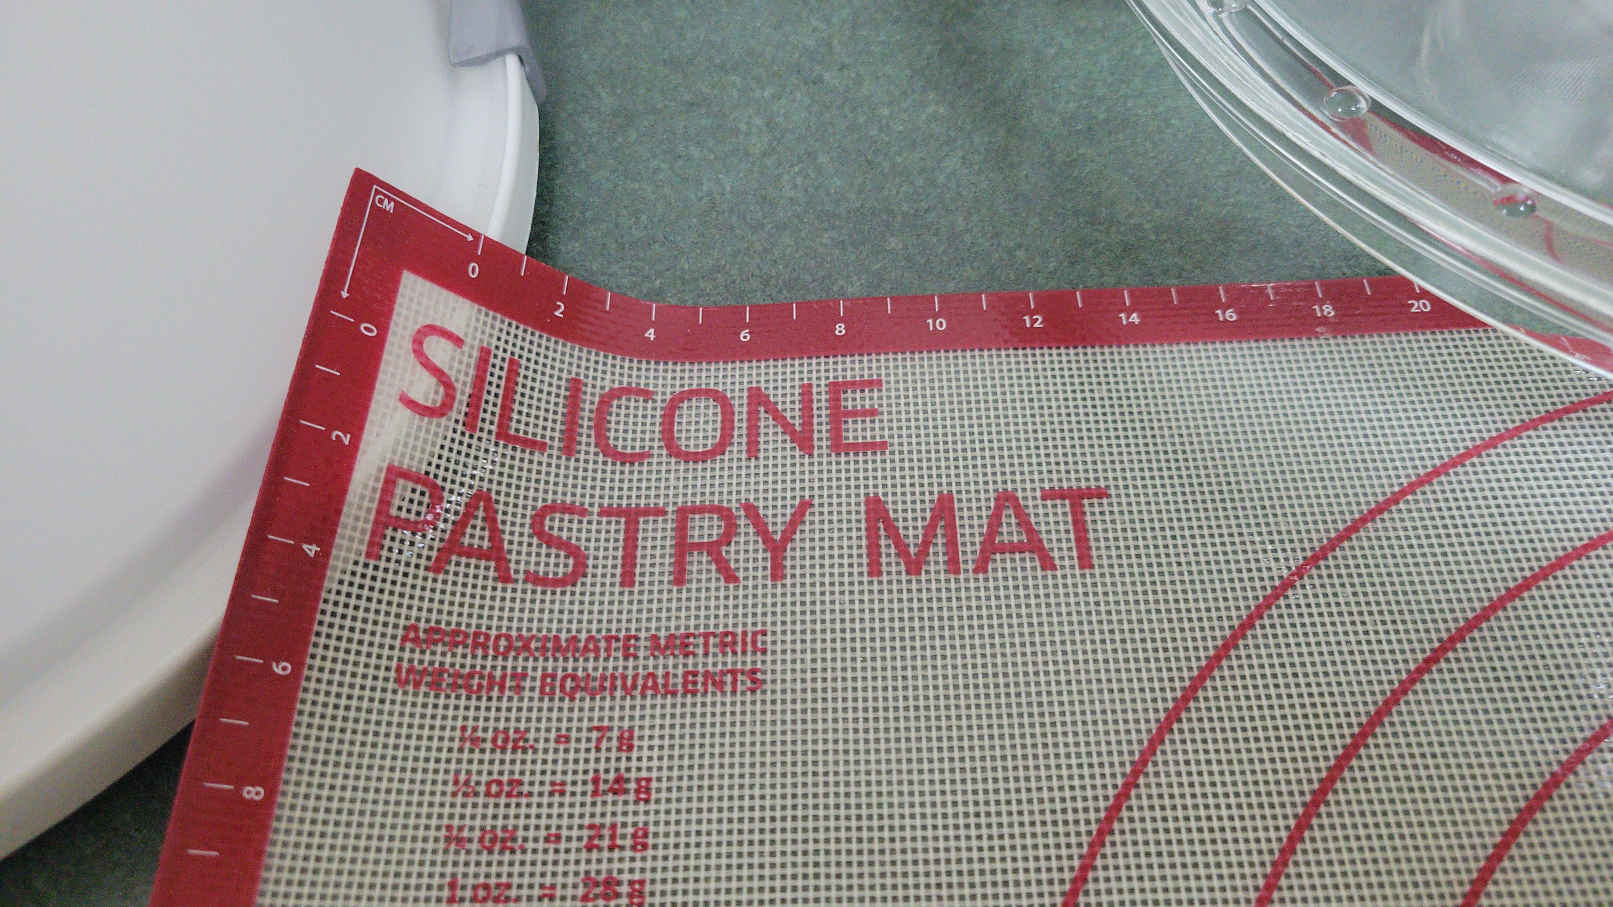 CM
0 2 4 6 8 10 12 14 16 18 20
0
2
4
6
8
SILICONE
PASTRY MAT
APPROXIMATE METRIC
WEIGHT EQUIVALENTS
¼ OZ. = 7 g
½ OZ. = 14 g
¾ OZ. = 21 g
1 OZ. = 28 g